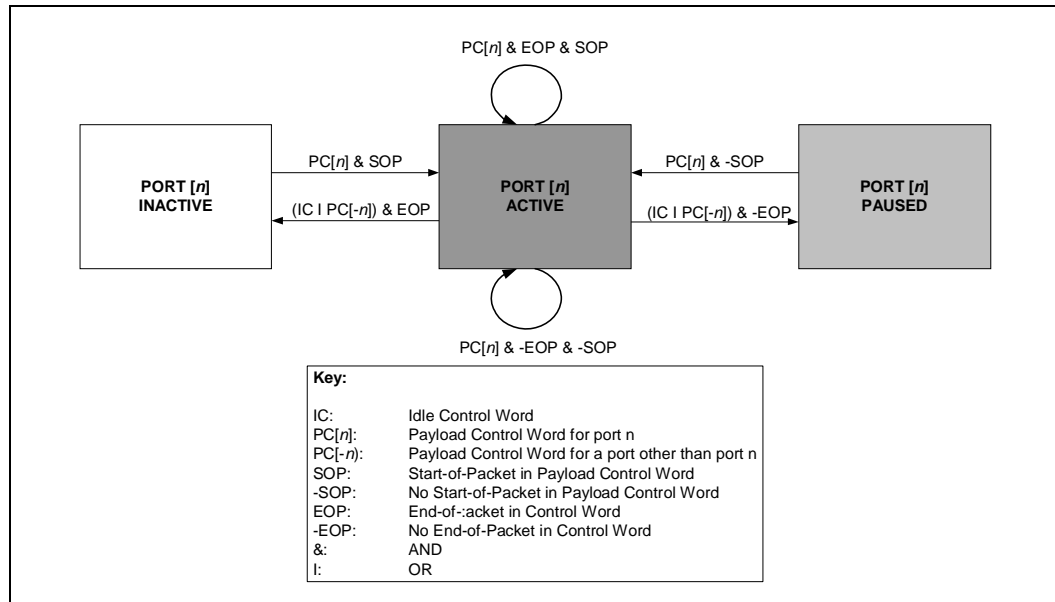 PC[n] & EOP & SOP
PORT [n]
INACTIVE
PC[n] & SOP
(IC I PC[-n]) & EOP
PORT [n]
ACTIVE
PC[n] & -SOP
(IC I PC[-n]) & -EOP
PORT [n]
PAUSED
PC[n] & -EOP & -SOP
Key:
IC: Idle Control Word
PC[n]: Payload Control Word for port n
PC[-n): Payload Control Word for a port other than port n
SOP: Start-of-Packet in Payload Control Word
-SOP: No Start-of-Packet in Payload Control Word
EOP: End-of-:acket in Control Word
-EOP: No End-of-Packet in Control Word
&: AND
I: OR